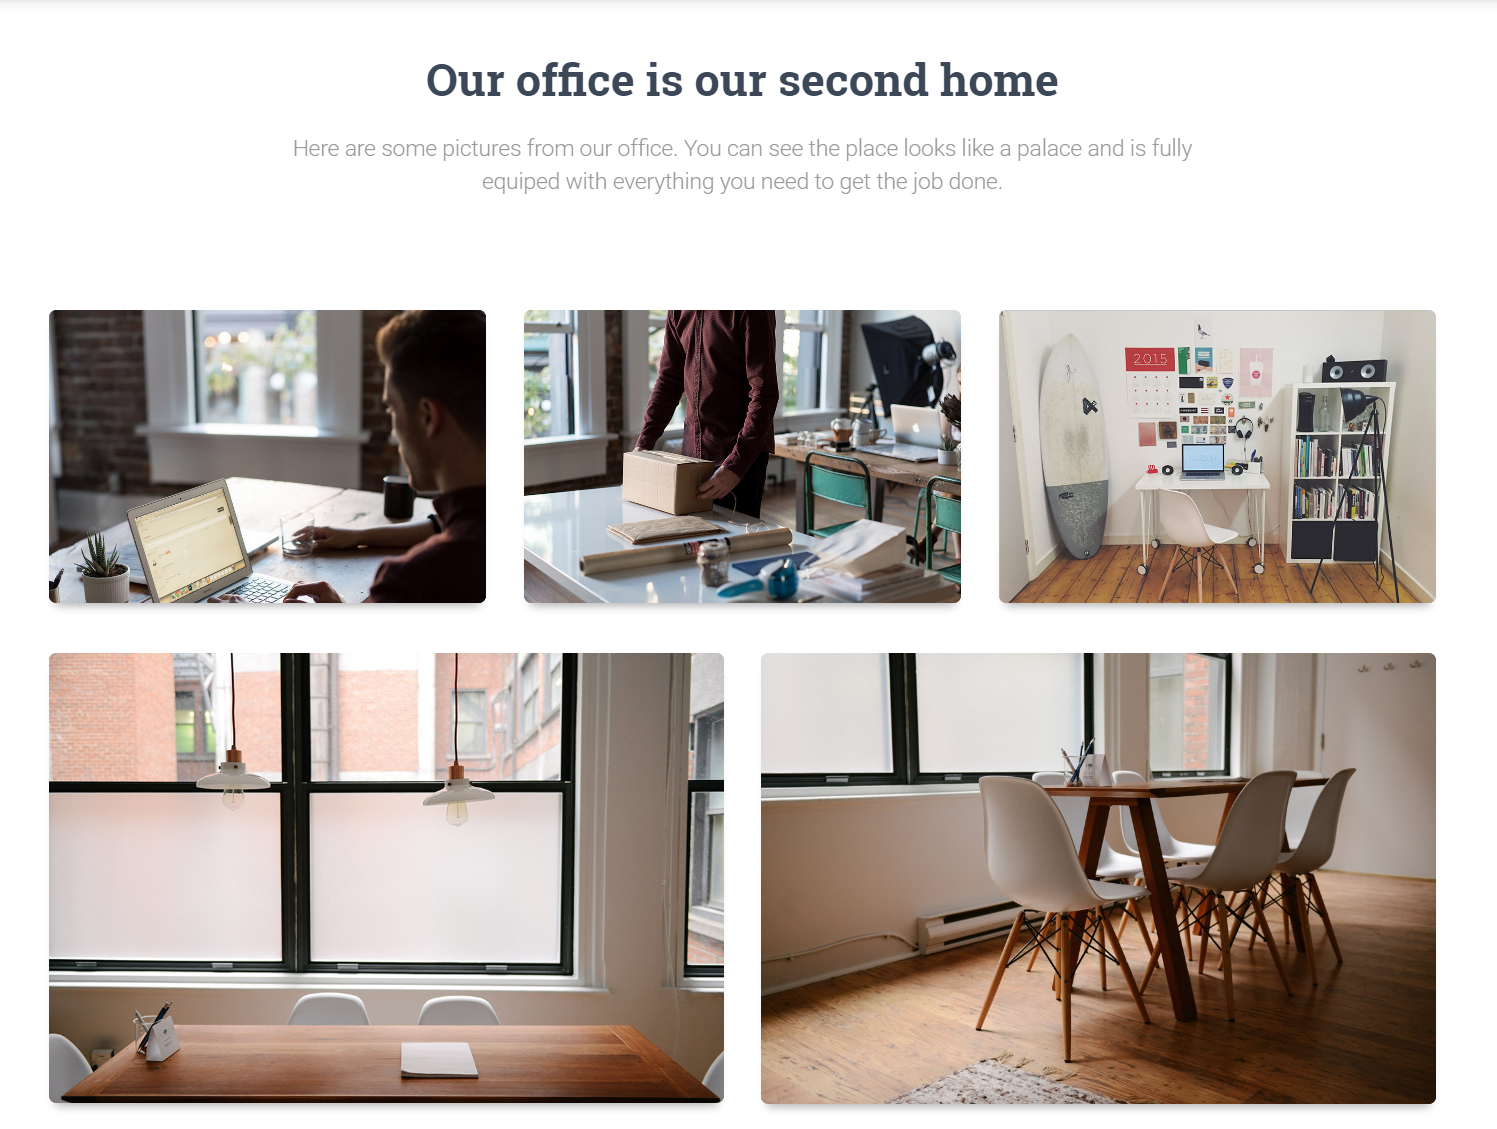 Our office is our second home
Here are some pictures from our office. You can see the place looks like a palace and is fully
equiped with everything you need to get the job done.
2015